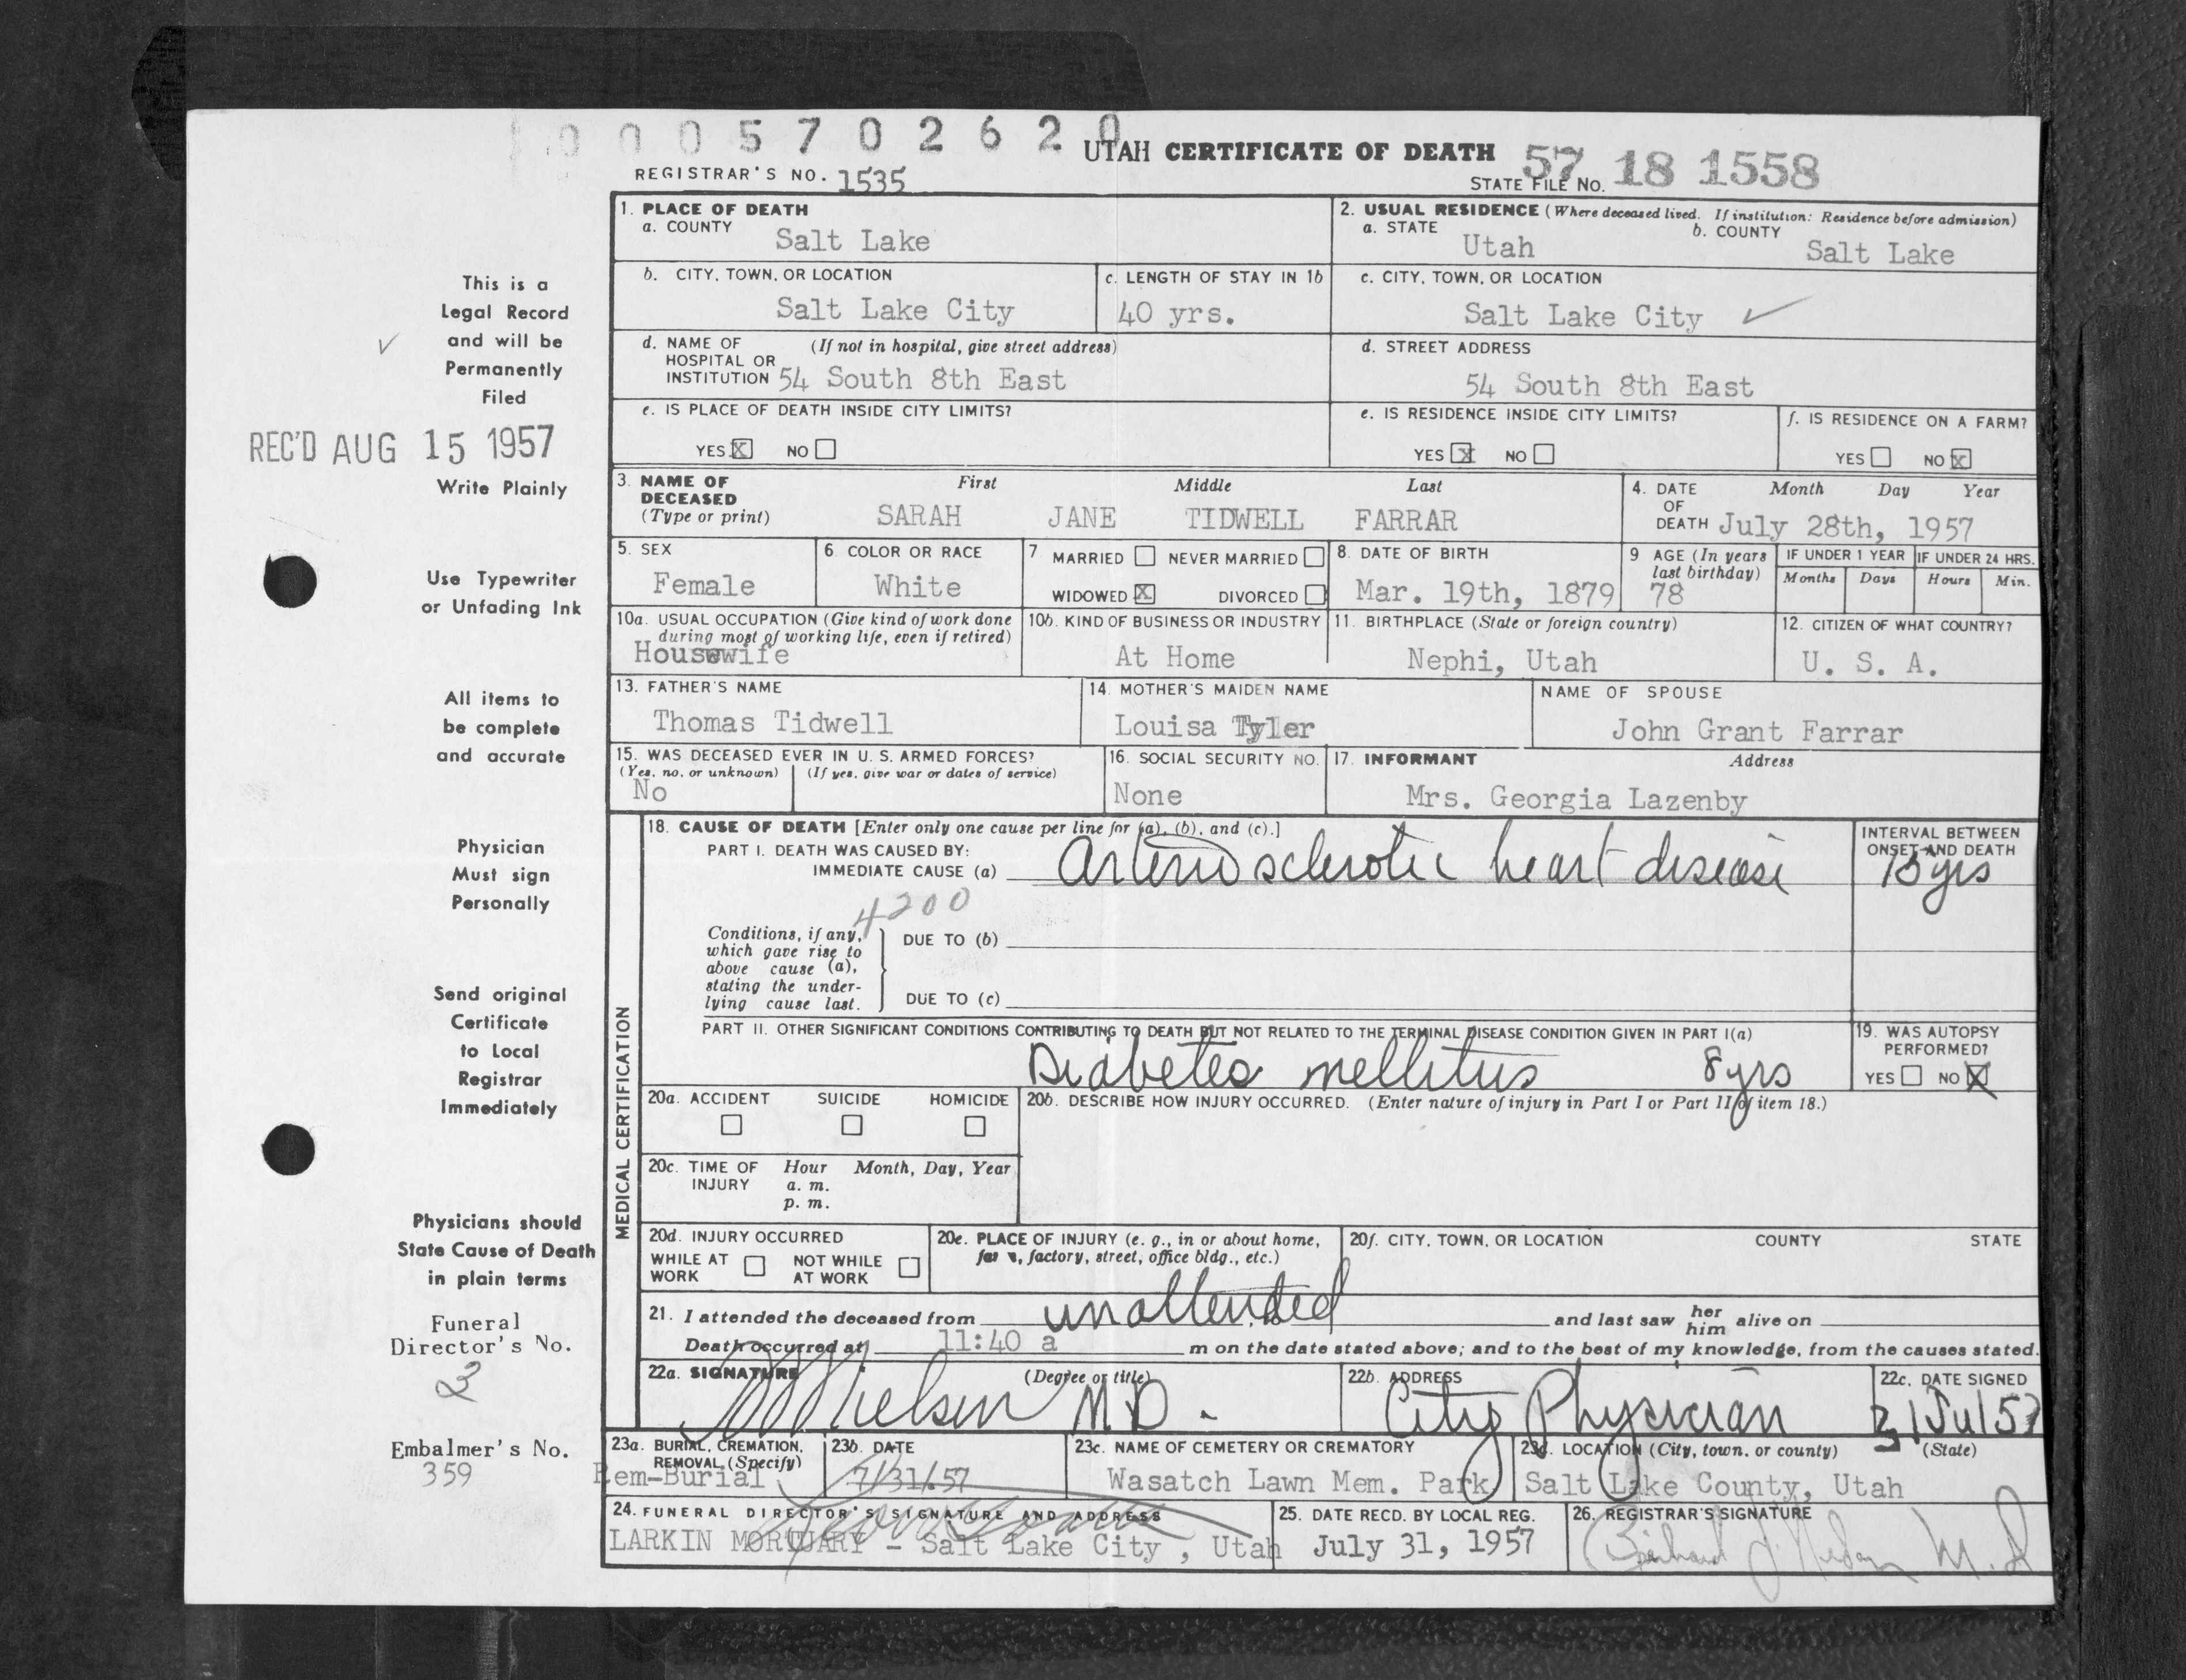 0 0 0 5 7 0 2 6 2 0
UTAH CERTIFICATE OF DEATH
REGISTRAR'S NO. 1535
STATE FILE NO. 57 18 1558
This is a
Legal Record
and will be
Permanently
Filed
REC'D AUG 15 1957
Write Plainly
Use Typewriter
or Unfading Ink
All items to
be complete
and accurate
Physician
Must sign
Personally
Send original
Certificate
to Local
Registrar
Immediately
Physicians should
State Cause of Death
in plain terms
Funeral
Director's No.
3
Embalmer's No.
359
1. PLACE OF DEATH
a. COUNTY
Salt Lake
2. USUAL RESIDENCE (Where deceased lived. If institution: Residence before admission)
a. STATE
Utah
b. COUNTY
Salt Lake
b. CITY, TOWN, OR LOCATION
Salt Lake City
c. LENGTH OF STAY IN 1b
40 yrs.
c. CITY, TOWN, OR LOCATION
Salt Lake City ✓
d. NAME OF (If not in hospital, give street address)
HOSPITAL OR
INSTITUTION 54 South 8th East
d. STREET ADDRESS
54 South 8th East
e. IS PLACE OF DEATH INSIDE CITY LIMITS?
YES X NO
e. IS RESIDENCE INSIDE CITY LIMITS?
YES X NO
f. IS RESIDENCE ON A FARM?
YES NO X
3. NAME OF DECEASED (Type or print)
First Middle Last
SARAH JANE TIDWELL FARRAR
4. DATE OF DEATH Month Day Year
July 28th, 1957
5. SEX
Female
6. COLOR OR RACE
White
7 MARRIED NEVER MARRIED
WIDOWED X DIVORCED
8. DATE OF BIRTH
Mar. 19th, 1879
9 AGE (In years last birthday)
78
IF UNDER 1 YEAR
Months Days
IF UNDER 24 HRS.
Hours Min.
10a. USUAL OCCUPATION (Give kind of work done during most of working life, even if retired)
Housewife
10b. KIND OF BUSINESS OR INDUSTRY
At Home
11. BIRTHPLACE (State or foreign country)
Nephi, Utah
12. CITIZEN OF WHAT COUNTRY?
U. S. A.
13. FATHER'S NAME
Thomas Tidwell
14. MOTHER'S MAIDEN NAME
Louisa Tyler
NAME OF SPOUSE
John Grant Farrar
15. WAS DECEASED EVER IN U. S. ARMED FORCES?
(Yes, no, or unknown) (If yes, give war or dates of service)
No
16. SOCIAL SECURITY NO.
None
17. INFORMANT Address
Mrs. Georgia Lazenby
MEDICAL CERTIFICATION
18. CAUSE OF DEATH [Enter only one cause per line for (a), (b), and (c).]
PART I. DEATH WAS CAUSED BY:
IMMEDIATE CAUSE (a) Arteriosclerotic heart disease
INTERVAL BETWEEN ONSET AND DEATH
15 yrs
4200
Conditions, if any, which gave rise to above cause (a), stating the underlying cause last.
DUE TO (b)
DUE TO (c)
PART II. OTHER SIGNIFICANT CONDITIONS CONTRIBUTING TO DEATH BUT NOT RELATED TO THE TERMINAL DISEASE CONDITION GIVEN IN PART I(a)
Diabetes mellitus 8 yrs
19. WAS AUTOPSY PERFORMED?
YES NO X
20a. ACCIDENT SUICIDE HOMICIDE
20b. DESCRIBE HOW INJURY OCCURRED. (Enter nature of injury in Part I or Part II of item 18.)
20c. TIME OF INJURY Hour Month, Day, Year
a. m.
p. m.
20d. INJURY OCCURRED
WHILE AT WORK NOT WHILE AT WORK
20e. PLACE OF INJURY (e. g., in or about home, factory, street, office bldg., etc.)
20f. CITY, TOWN, OR LOCATION COUNTY STATE
21. I attended the deceased from unattended and last saw her him alive on
Death occurred at 11:40 a m on the date stated above; and to the best of my knowledge, from the causes stated.
22a. SIGNATURE (Degree or title)
Nielsen M.D.
22b. ADDRESS
City Physician
22c. DATE SIGNED
31 Jul 57
23a. BURIAL, CREMATION, REMOVAL (Specify)
Rem-Burial
23b. DATE
7/31/57
23c. NAME OF CEMETERY OR CREMATORY
Wasatch Lawn Mem. Park
23d. LOCATION (City, town, or county) (State)
Salt Lake County, Utah
24. FUNERAL DIRECTOR'S SIGNATURE AND ADDRESS
LARKIN MORTUARY - Salt Lake City , Utah
25. DATE RECD. BY LOCAL REG.
July 31, 1957
26. REGISTRAR'S SIGNATURE
M.D.